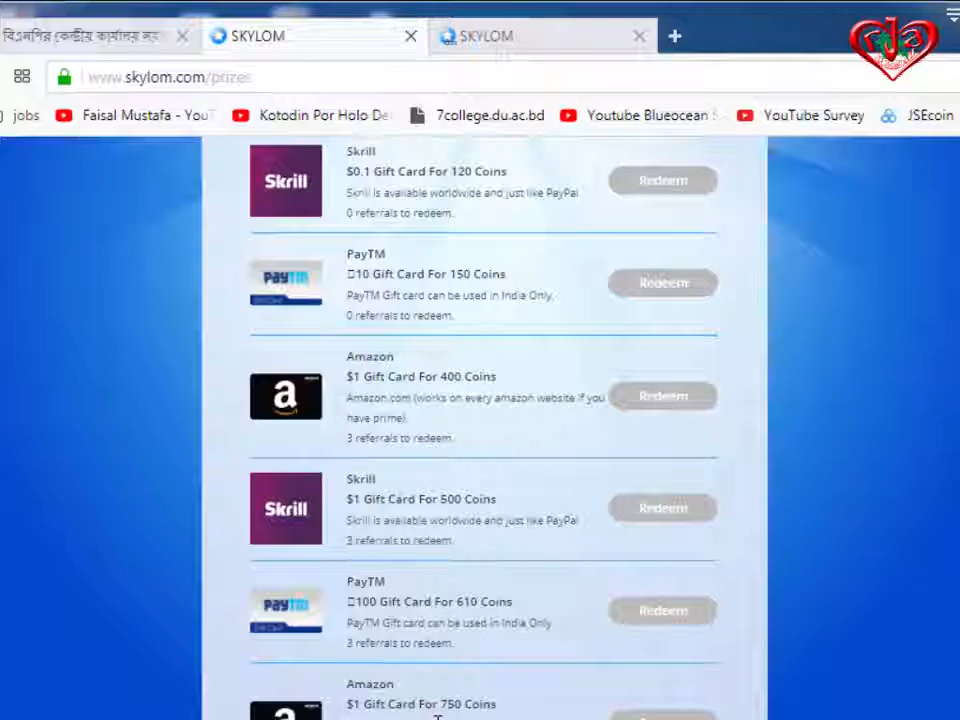 বিএনপির কেন্দ্রীয় কার্যালয় নয়
SKYLOM
SKYLOM
www.skylom.com/prizes
jobs
Faisal Mustafa - YouT
Kotodin Por Holo De
7college.du.ac.bd
Youtube Blueocean S
YouTube Survey
JSEcoin
Skrill
Skrill
$0.1 Gift Card For 120 Coins
Skrill is available worldwide and just like PayPal
0 referrals to redeem.
Redeem
PayTM
PayTM
10 Gift Card For 150 Coins
PayTM Gift card can be used in India Only.
0 referrals to redeem.
Redeem
a
Amazon
$1 Gift Card For 400 Coins
Amazon.com (works on every amazon website if you
have prime).
3 referrals to redeem.
Redeem
Skrill
Skrill
$1 Gift Card For 500 Coins
Skrill is available worldwide and just like PayPal
3 referrals to redeem.
Redeem
PayTM
PayTM
100 Gift Card For 610 Coins
PayTM Gift card can be used in India Only
3 referrals to redeem.
Redeem
Amazon
$1 Gift Card For 750 Coins